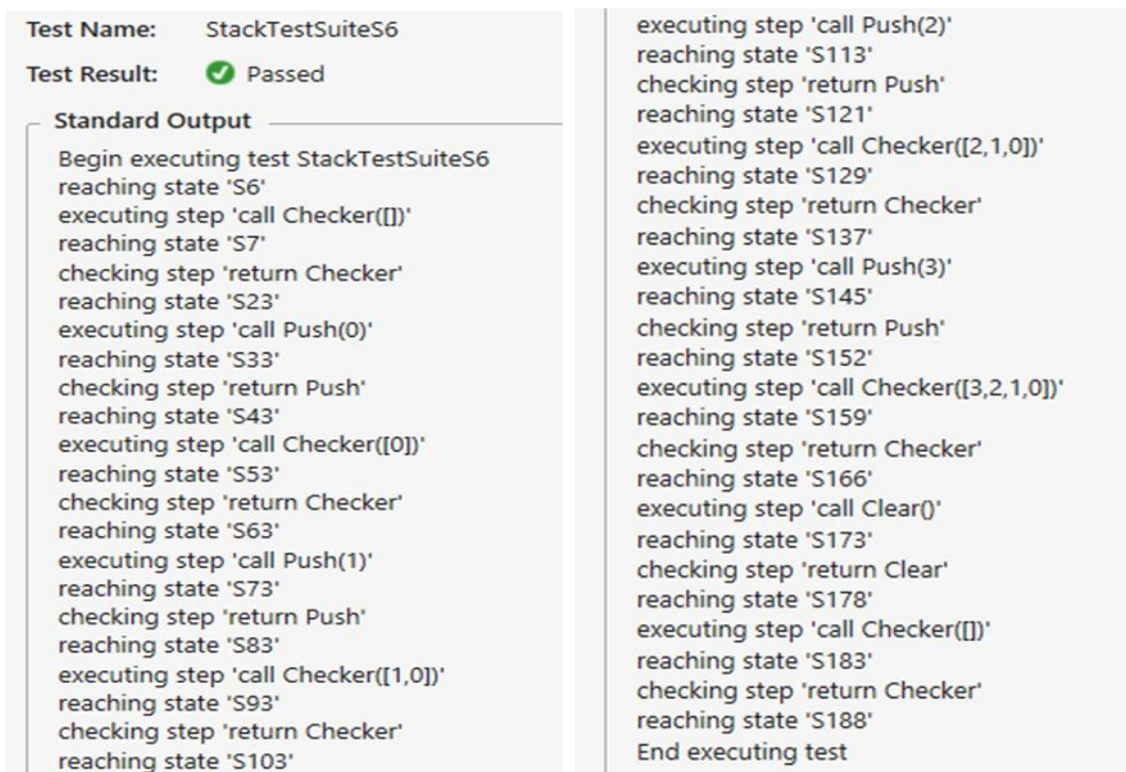 Test Name: StackTestSuiteS6
Test Result: Passed
Standard Output
Begin executing test StackTestSuiteS6
reaching state 'S6'
executing step 'call Checker([])'
reaching state 'S7'
checking step 'return Checker'
reaching state 'S23'
executing step 'call Push(0)'
reaching state 'S33'
checking step 'return Push'
reaching state 'S43'
executing step 'call Checker([0])'
reaching state 'S53'
checking step 'return Checker'
reaching state 'S63'
executing step 'call Push(1)'
reaching state 'S73'
checking step 'return Push'
reaching state 'S83'
executing step 'call Checker([1,0])'
reaching state 'S93'
checking step 'return Checker'
reaching state 'S103'
executing step 'call Push(2)'
reaching state 'S113'
checking step 'return Push'
reaching state 'S121'
executing step 'call Checker([2,1,0])'
reaching state 'S129'
checking step 'return Checker'
reaching state 'S137'
executing step 'call Push(3)'
reaching state 'S145'
checking step 'return Push'
reaching state 'S152'
executing step 'call Checker([3,2,1,0])'
reaching state 'S159'
checking step 'return Checker'
reaching state 'S166'
executing step 'call Clear()'
reaching state 'S173'
checking step 'return Clear'
reaching state 'S178'
executing step 'call Checker([])'
reaching state 'S183'
checking step 'return Checker'
reaching state 'S188'
End executing test